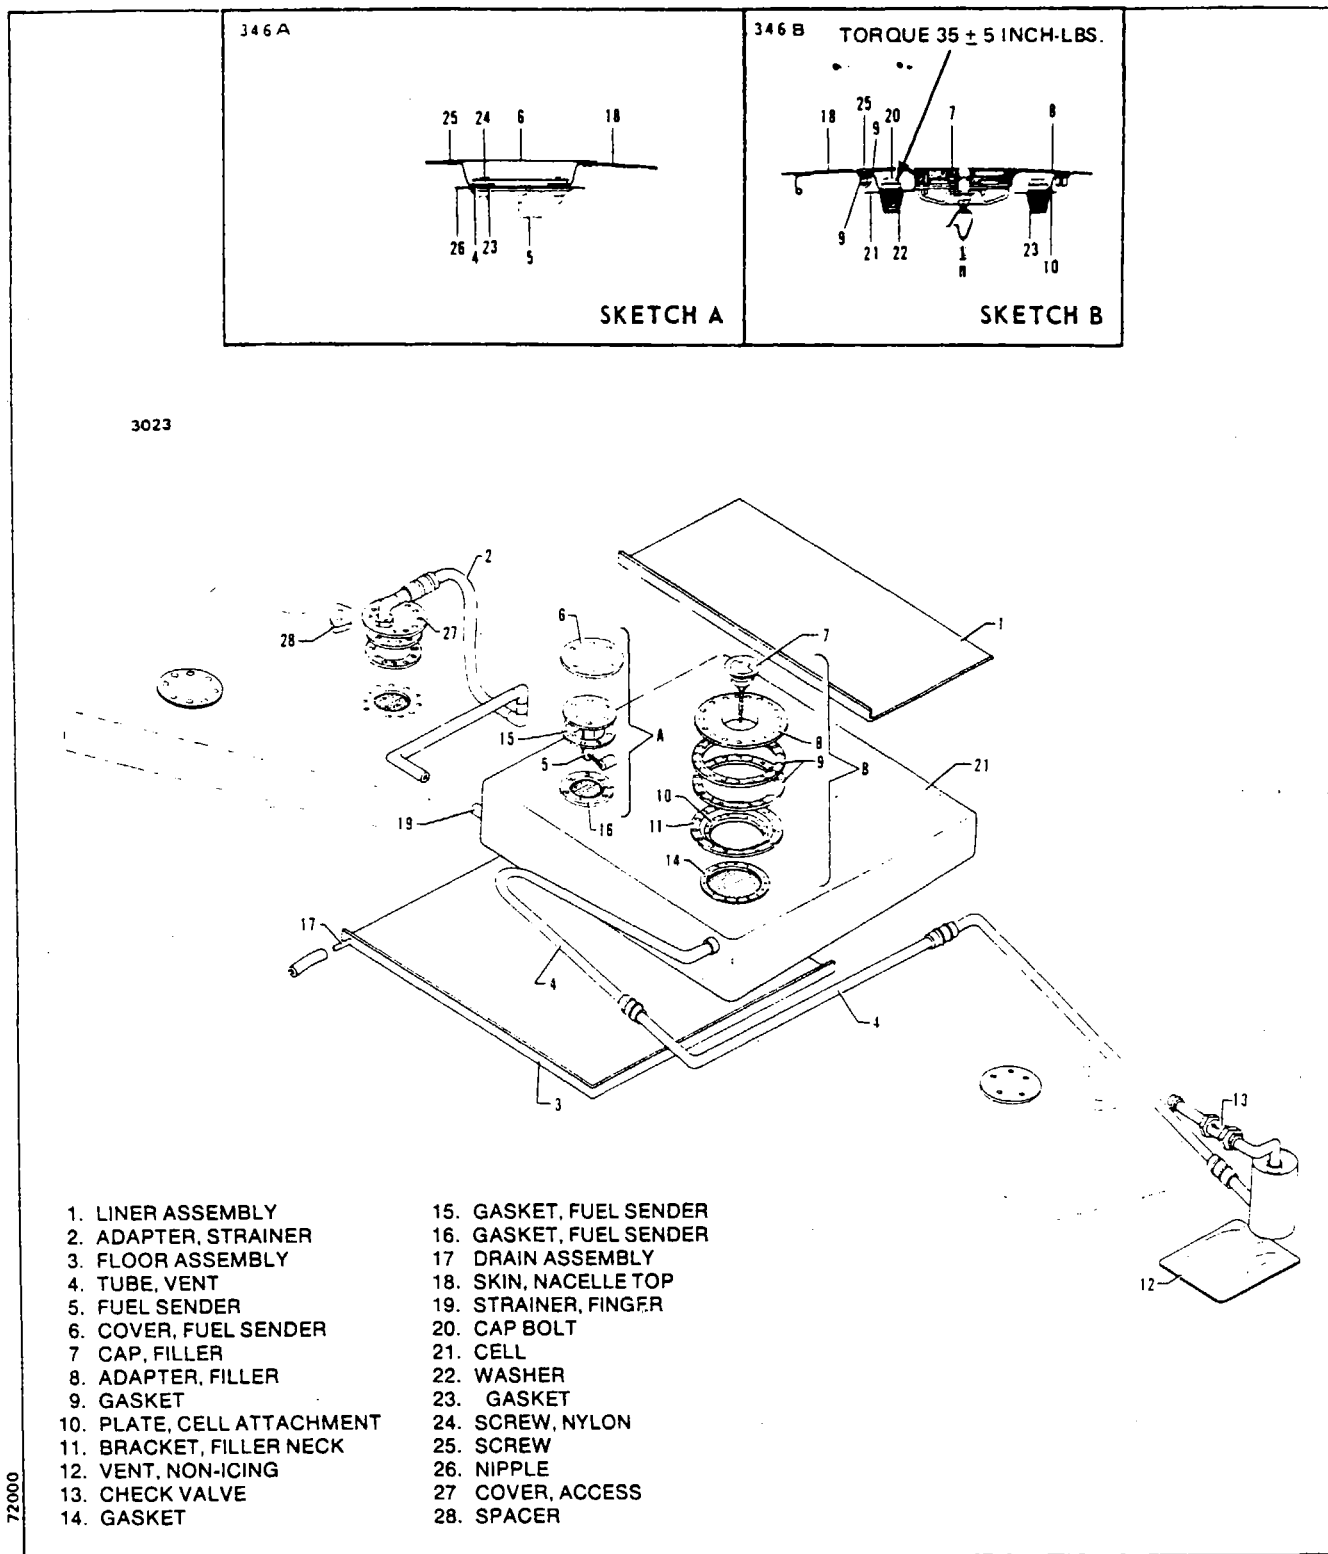 346A
25 24 6 18
26 4 23 5
SKETCH A
346B TORQUE 35 ± 5 INCH-LBS.
18 25 9 20 7 8
9 21 22 23 10
SKETCH B
3023
2
28 27
6
7
1
15 A
8
5
9 B
21
10
19 16 11
14
17
4
4
3
13
12
1. LINER ASSEMBLY
2. ADAPTER, STRAINER
3. FLOOR ASSEMBLY
4. TUBE, VENT
5. FUEL SENDER
6. COVER, FUEL SENDER
7 CAP, FILLER
8. ADAPTER, FILLER
9. GASKET
10. PLATE, CELL ATTACHMENT
11. BRACKET, FILLER NECK
12. VENT, NON-ICING
13. CHECK VALVE
14. GASKET
15. GASKET, FUEL SENDER
16. GASKET, FUEL SENDER
17 DRAIN ASSEMBLY
18. SKIN, NACELLE TOP
19. STRAINER, FINGER
20. CAP BOLT
21. CELL
22. WASHER
23. GASKET
24. SCREW, NYLON
25. SCREW
26. NIPPLE
27 COVER, ACCESS
28. SPACER
72000